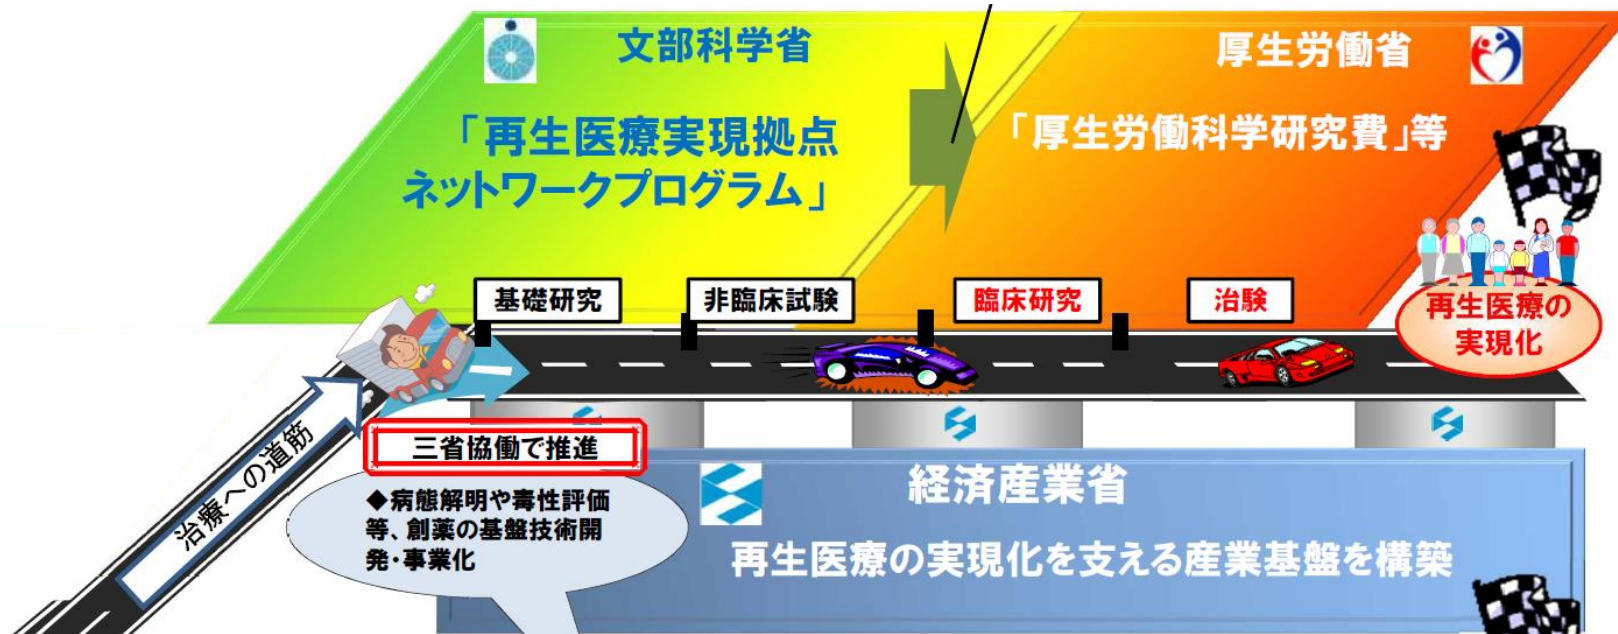 文部科学省
「再生医療実現拠点
ネットワークプログラム」
厚生労働省
「厚生労働科学研究費」等
基礎研究
非臨床試験
臨床研究
治験
再生医療の
実現化
治療への道筋
三省協働で推進
◆病態解明や毒性評価
等、創薬の基盤技術開
発・事業化
経済産業省
再生医療の実現化を支える産業基盤を構築